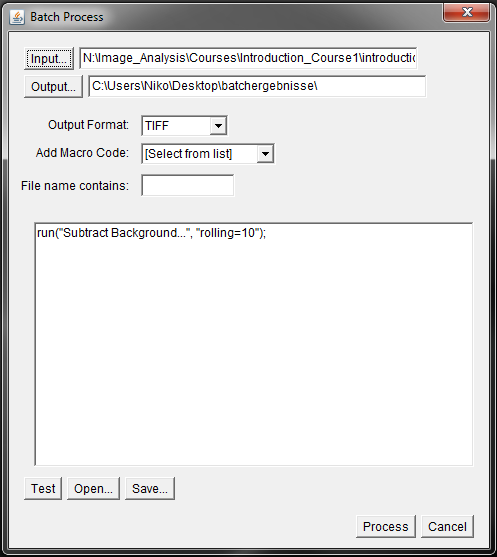 Batch Process
Input... N:\Image_Analysis\Courses\Introduction_Course1\introductic
Output... C:\Users\Niko\Desktop\batchergebnisse\
Output Format: TIFF
Add Macro Code: [Select from list]
File name contains:
run("Subtract Background...", "rolling=10");
Test Open... Save...
Process Cancel